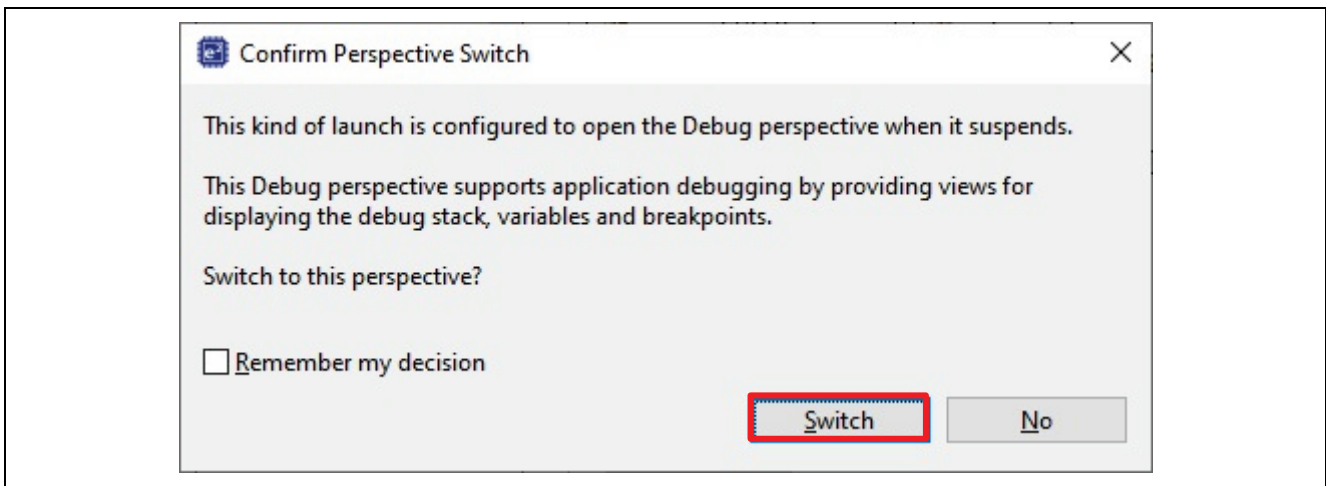 Confirm Perspective Switch
This kind of launch is configured to open the Debug perspective when it suspends.
This Debug perspective supports application debugging by providing views for
displaying the debug stack, variables and breakpoints.
Switch to this perspective?
Remember my decision
Switch No